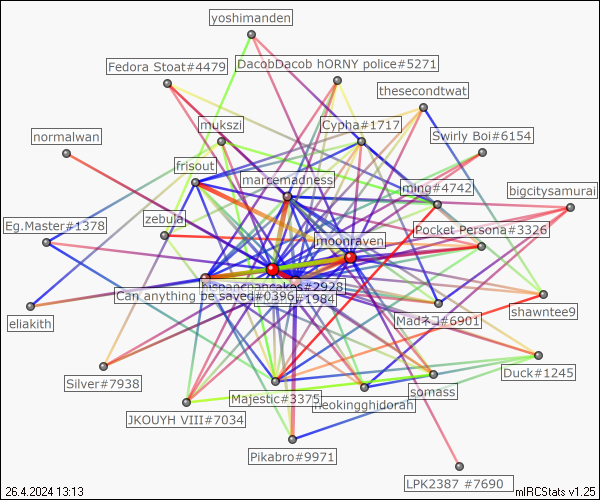 yoshimanden
Fedora Stoat#4479
DacobDacob hORNY police#5271
thesecondtwat
mukszi
Cypha#1717
Swirly Boi#6154
normalwan
frisout
marcemadness
ming#4742
bigcitysamurai
zebula
Eg.Master#1378
moonraven
Pocket Persona#3326
Can anything be saved#0396
#2928
#1984
eliakith
Madネコ#6901
shawntee9
Silver#7938
Majestic#3375
neokingghidorah
somass
Duck#1245
JKOUYH VIII#7034
Pikabro#9971
LPK2387 #7690
26.4.2024 13:13
mIRCStats v1.25